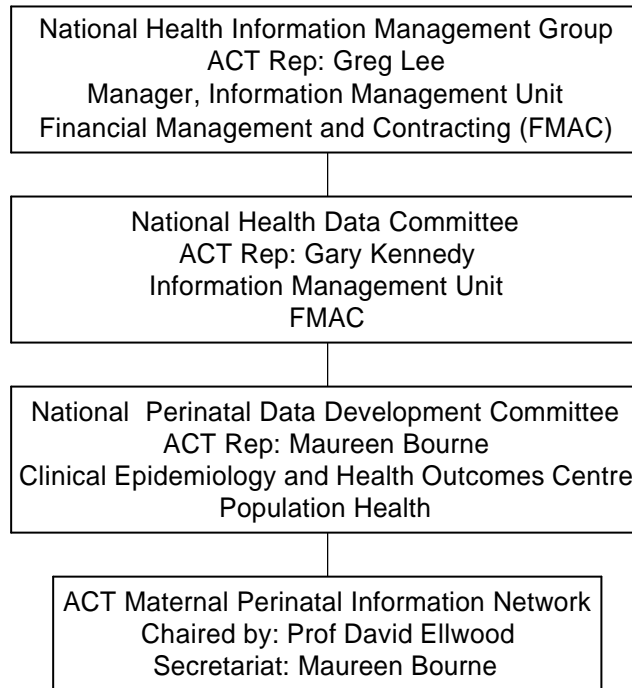 National Health Information Management Group
ACT Rep: Greg Lee
Manager, Information Management Unit
Financial Management and Contracting (FMAC)
National Health Data Committee
ACT Rep: Gary Kennedy
Information Management Unit
FMAC
National  Perinatal Data Development Committee
ACT Rep: Maureen Bourne
Clinical Epidemiology and Health Outcomes Centre
Population Health
ACT Maternal Perinatal Information Network
Chaired by: Prof David Ellwood
Secretariat: Maureen Bourne